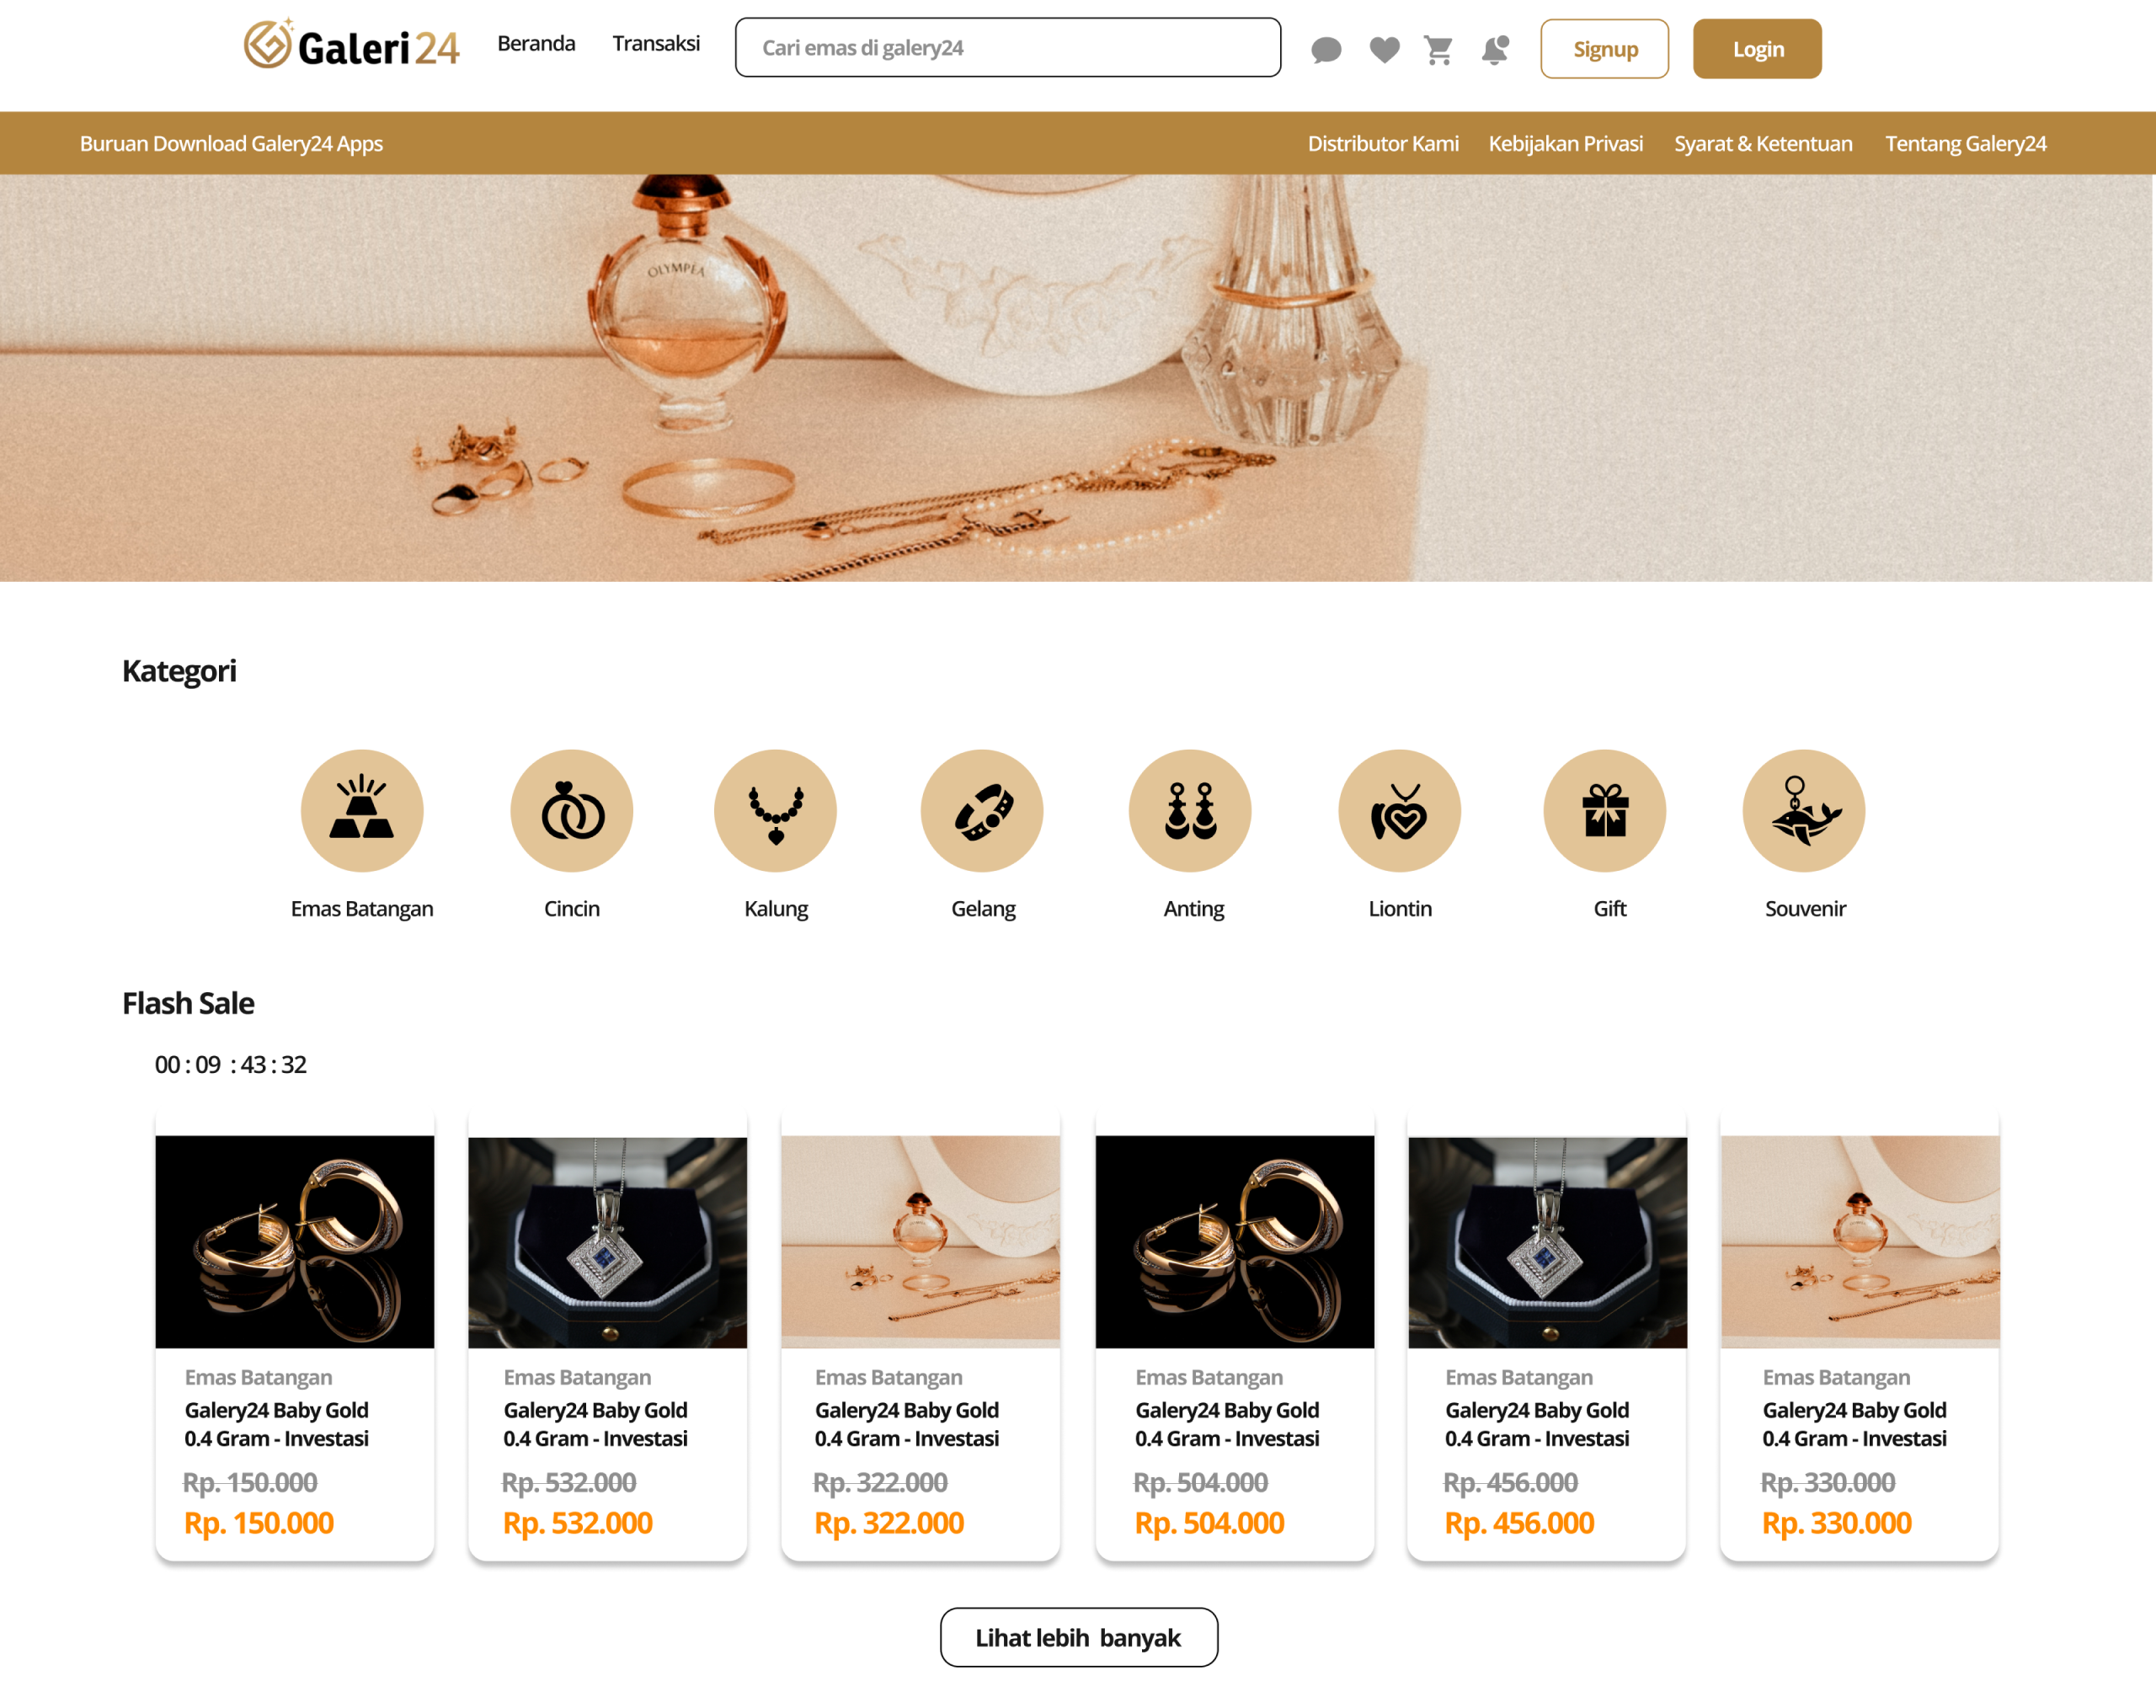 Galeri 24
Beranda
Transaksi
Cari emas di galery24
Signup
Login
Buruan Download Galery24 Apps
Distributor Kami
Kebijakan Privasi
Syarat & Ketentuan
Tentang Galery24
OLYMPEA
Kategori
Emas Batangan
Cincin
Kalung
Gelang
Anting
Liontin
Gift
Souvenir
Flash Sale
00 : 09 : 43 : 32
Emas Batangan
Galery24 Baby Gold
0.4 Gram - Investasi
Rp. 150.000
Rp. 150.000
Emas Batangan
Galery24 Baby Gold
0.4 Gram - Investasi
Rp. 532.000
Rp. 532.000
Emas Batangan
Galery24 Baby Gold
0.4 Gram - Investasi
Rp. 322.000
Rp. 322.000
Emas Batangan
Galery24 Baby Gold
0.4 Gram - Investasi
Rp. 504.000
Rp. 504.000
Emas Batangan
Galery24 Baby Gold
0.4 Gram - Investasi
Rp. 456.000
Rp. 456.000
Emas Batangan
Galery24 Baby Gold
0.4 Gram - Investasi
Rp. 330.000
Rp. 330.000
Lihat lebih banyak